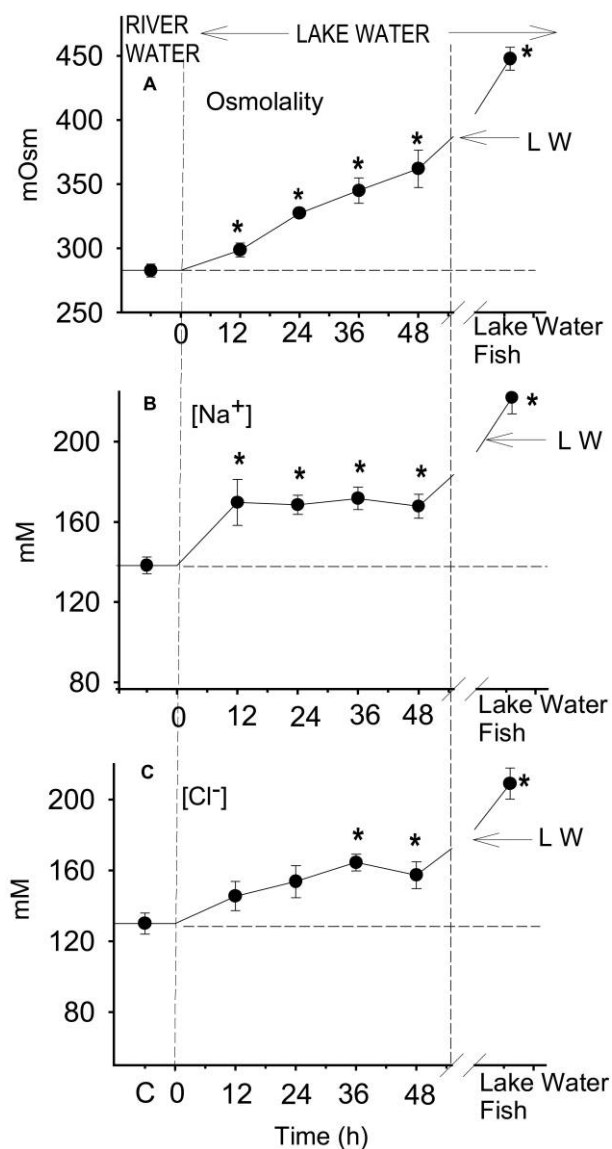 RIVER WATER
LAKE WATER
A
Osmolality
mOsm
450
400
350
300
250
*
*
*
*
*
L W
0 12 24 36 48
Lake Water
Fish
B
[Na+]
mM
200
160
120
80
*
*
*
*
*
L W
0 12 24 36 48
Lake Water
Fish
C
[Cl-]
mM
200
160
120
80
*
*
*
L W
C 0 12 24 36 48
Lake Water
Fish
Time (h)